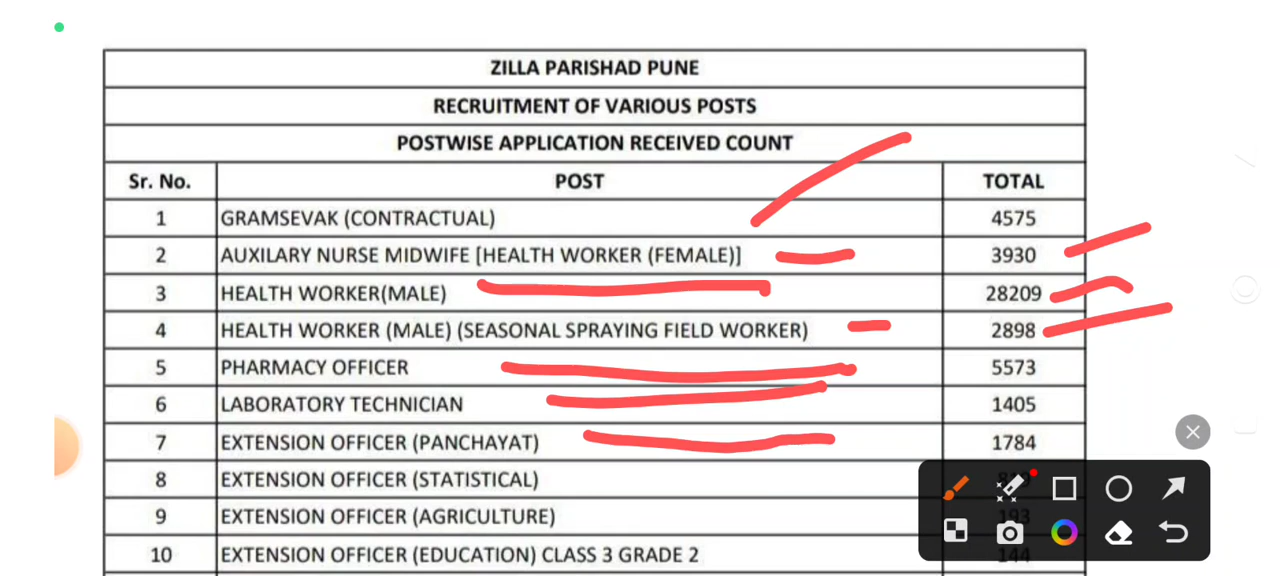 ZILLA PARISHAD PUNE
RECRUITMENT OF VARIOUS POSTS
POSTWISE APPLICATION RECEIVED COUNT
Sr. No. POST TOTAL
1 GRAMSEVAK (CONTRACTUAL) 4575
2 AUXILARY NURSE MIDWIFE [HEALTH WORKER (FEMALE)] 3930
3 HEALTH WORKER(MALE) 28209
4 HEALTH WORKER (MALE) (SEASONAL SPRAYING FIELD WORKER) 2898
5 PHARMACY OFFICER 5573
6 LABORATORY TECHNICIAN 1405
7 EXTENSION OFFICER (PANCHAYAT) 1784
8 EXTENSION OFFICER (STATISTICAL)
9 EXTENSION OFFICER (AGRICULTURE) 193
10 EXTENSION OFFICER (EDUCATION) CLASS 3 GRADE 2 144